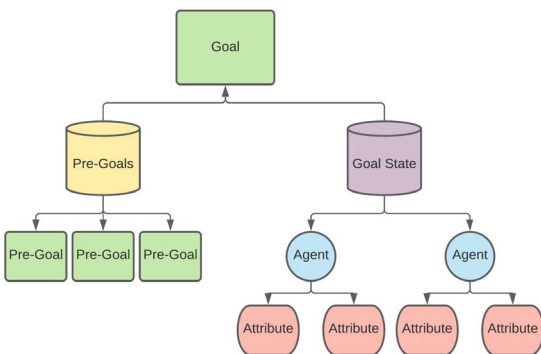 Goal
Pre-Goals
Goal State
Pre-Goal
Pre-Goal
Pre-Goal
Agent
Agent
Attribute
Attribute
Attribute
Attribute